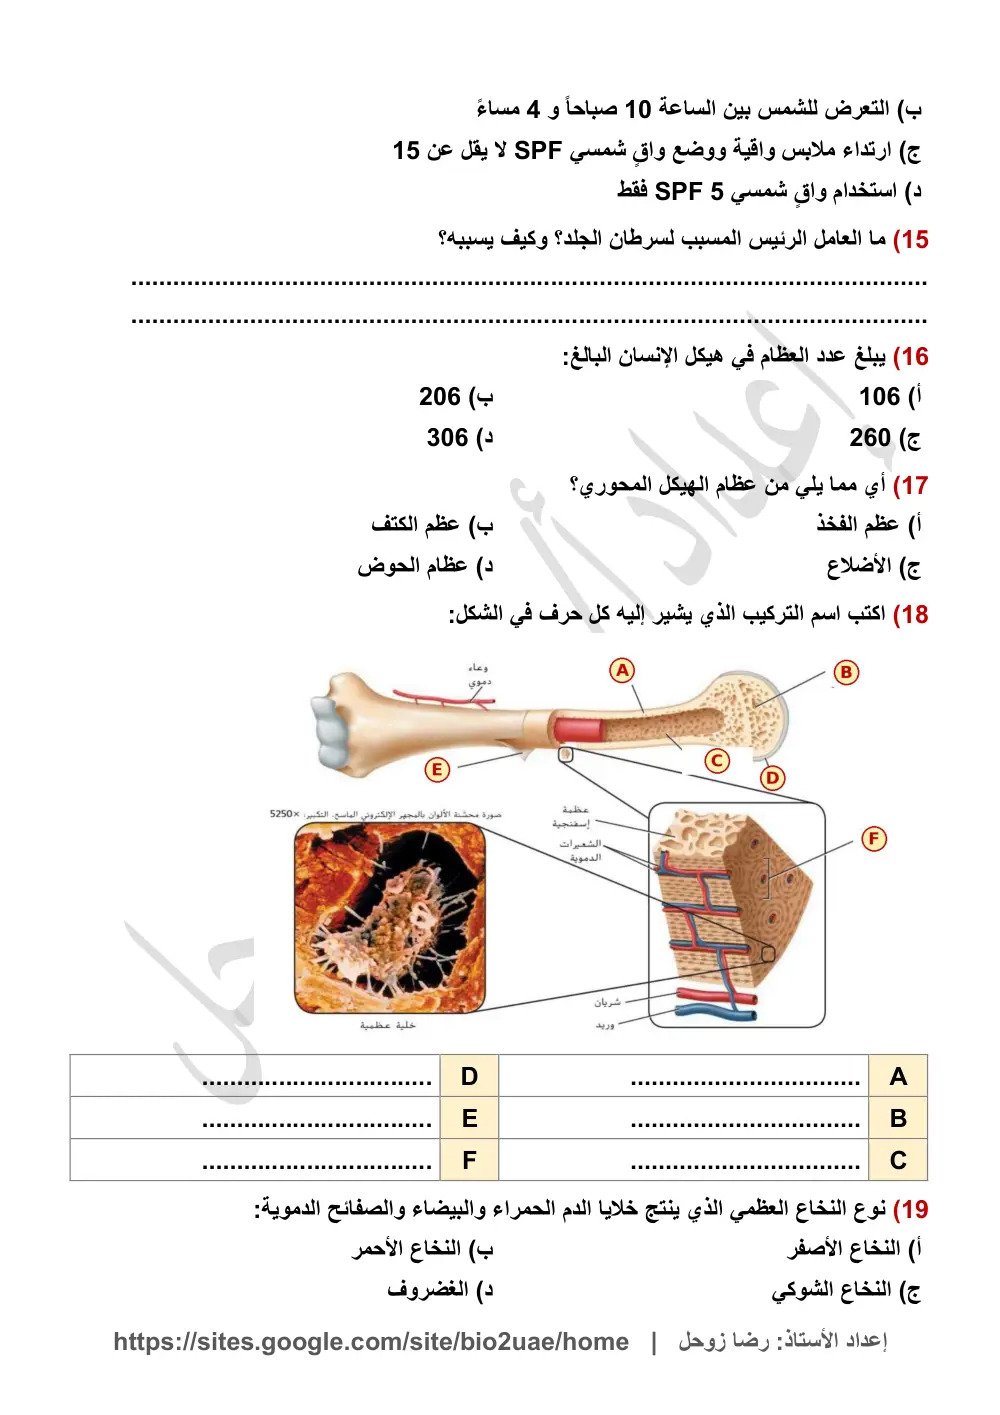 ب) التعرض للشمس بين الساعة 10 صباحاً و 4 مساءً
ج) ارتداء ملابس واقية ووضع واقٍ شمسي SPF لا يقل عن 15
د) استخدام واقٍ شمسي SPF 5 فقط
15) ما العامل الرئيس المسبب لسرطان الجلد؟ وكيف يسببه؟
................................................................................................................
................................................................................................................
16) يبلغ عدد العظام في هيكل الإنسان البالغ:
أ) 106 ب) 206
ج) 260 د) 306
17) أي مما يلي من عظام الهيكل المحوري؟
أ) عظم الفخذ ب) عظم الكتف
ج) الأضلاع د) عظام الحوض
18) اكتب اسم التركيب الذي يشير إليه كل حرف في الشكل:
وعاء
دموي
A
B
C
D
E
صورة محسّنة الألوان بالمجهر الإلكتروني الماسح. التكبير: ×5250
عظمة
إسفنجية
الشعيرات
الدموية
F
شريان
وريد
خلية عظمية
A ................................. D .................................
B ................................. E .................................
C ................................. F .................................
19) نوع النخاع العظمي الذي ينتج خلايا الدم الحمراء والبيضاء والصفائح الدموية:
أ) النخاع الأصفر ب) النخاع الأحمر
ج) النخاع الشوكي د) الغضروف
إعداد الأستاذ: رضا زوحل | https://sites.google.com/site/bio2uae/home